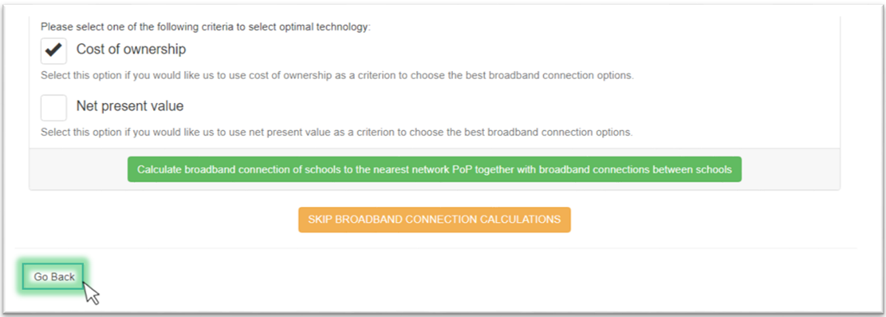 Please select one of the following criteria to select optimal technology:
Cost of ownership
Select this option if you would like us to use cost of ownership as a criterion to choose the best broadband connection options.
Net present value
Select this option if you would like us to use net present value as a criterion to choose the best broadband connection options.
Calculate broadband connection of schools to the nearest network PoP together with broadband connections between schools
SKIP BROADBAND CONNECTION CALCULATIONS
Go Back